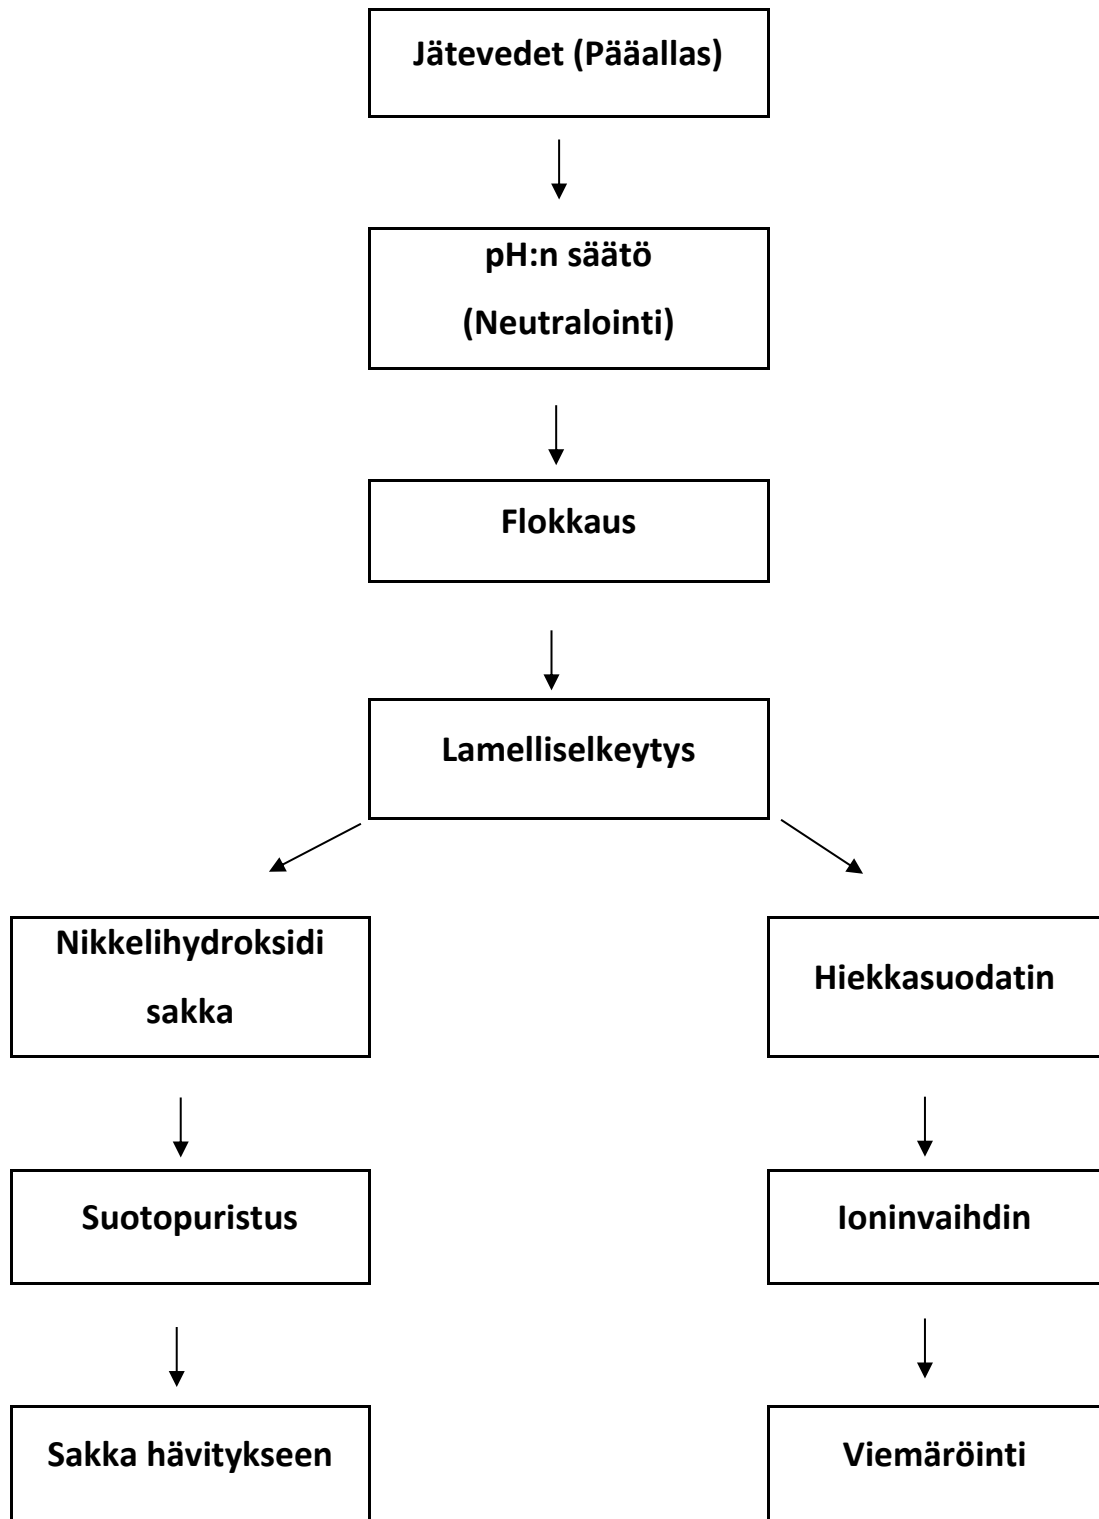 Jätevedet (Pääallas)
pH:n säätö
(Neutralointi)
Flokkaus
Lamelliselkeytys
Nikkelihydroksidi
sakka
Hiekkasuodatin
Suotopuristus
Ioninvaihdin
Sakka hävitykseen
Viemäröinti